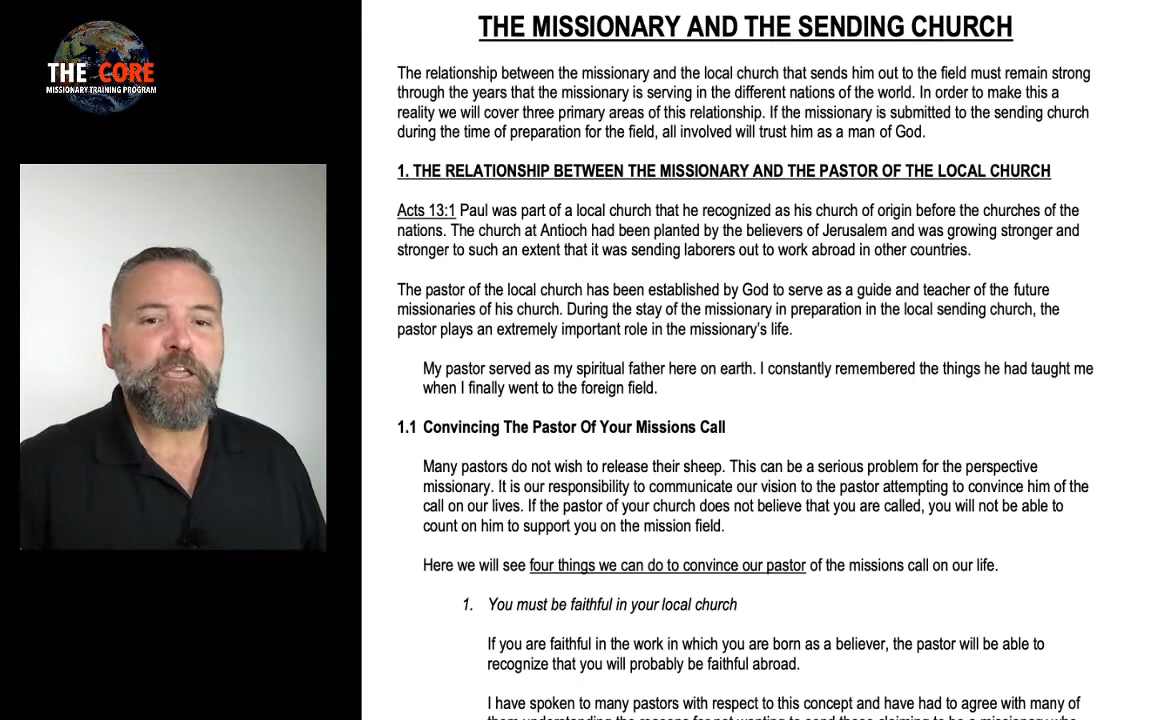 THE CORE
MISSIONARY TRAINING PROGRAM
THE MISSIONARY AND THE SENDING CHURCH
The relationship between the missionary and the local church that sends him out to the field must remain strong
through the years that the missionary is serving in the different nations of the world. In order to make this a
reality we will cover three primary areas of this relationship. If the missionary is submitted to the sending church
during the time of preparation for the field, all involved will trust him as a man of God.
1. THE RELATIONSHIP BETWEEN THE MISSIONARY AND THE PASTOR OF THE LOCAL CHURCH
Acts 13:1 Paul was part of a local church that he recognized as his church of origin before the churches of the
nations. The church at Antioch had been planted by the believers of Jerusalem and was growing stronger and
stronger to such an extent that it was sending laborers out to work abroad in other countries.
The pastor of the local church has been established by God to serve as a guide and teacher of the future
missionaries of his church. During the stay of the missionary in preparation in the local sending church, the
pastor plays an extremely important role in the missionary's life.
My pastor served as my spiritual father here on earth. I constantly remembered the things he had taught me
when I finally went to the foreign field.
1.1 Convincing The Pastor Of Your Missions Call
Many pastors do not wish to release their sheep. This can be a serious problem for the perspective
missionary. It is our responsibility to communicate our vision to the pastor attempting to convince him of the
call on our lives. If the pastor of your church does not believe that you are called, you will not be able to
count on him to support you on the mission field.
Here we will see four things we can do to convince our pastor of the missions call on our life.
1. You must be faithful in your local church
If you are faithful in the work in which you are born as a believer, the pastor will be able to
recognize that you will probably be faithful abroad.
I have spoken to many pastors with respect to this concept and have had to agree with many of